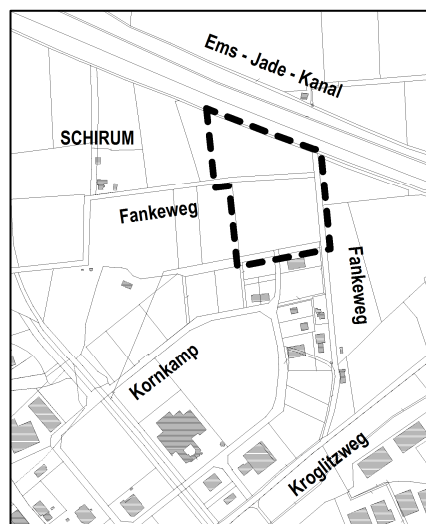 Ems - Jade - Kanal
SCHIRUM
Fankeweg
Fankeweg
Kornkamp
Kroglitzweg